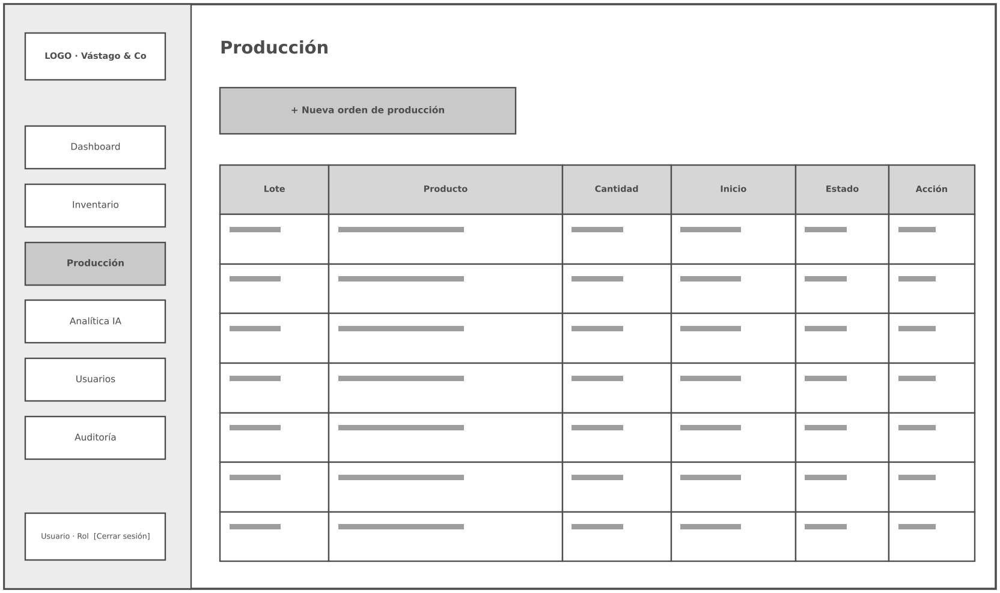 LOGO · Vástago & Co
Dashboard
Inventario
Producción
Analítica IA
Usuarios
Auditoría
Usuario · Rol [Cerrar sesión]
Producción
+ Nueva orden de producción
Lote Producto Cantidad Inicio Estado Acción